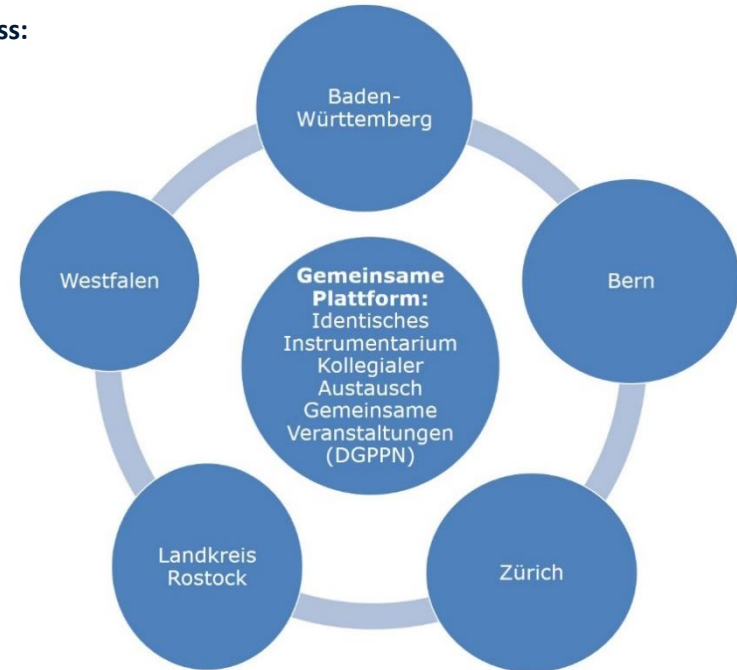 ss:
Baden-
Württemberg
Bern
Zürich
Landkreis
Rostock
Westfalen
Gemeinsame
Plattform:
Identisches
Instrumentarium
Kollegialer
Austausch
Gemeinsame
Veranstaltungen
(DGPPN)